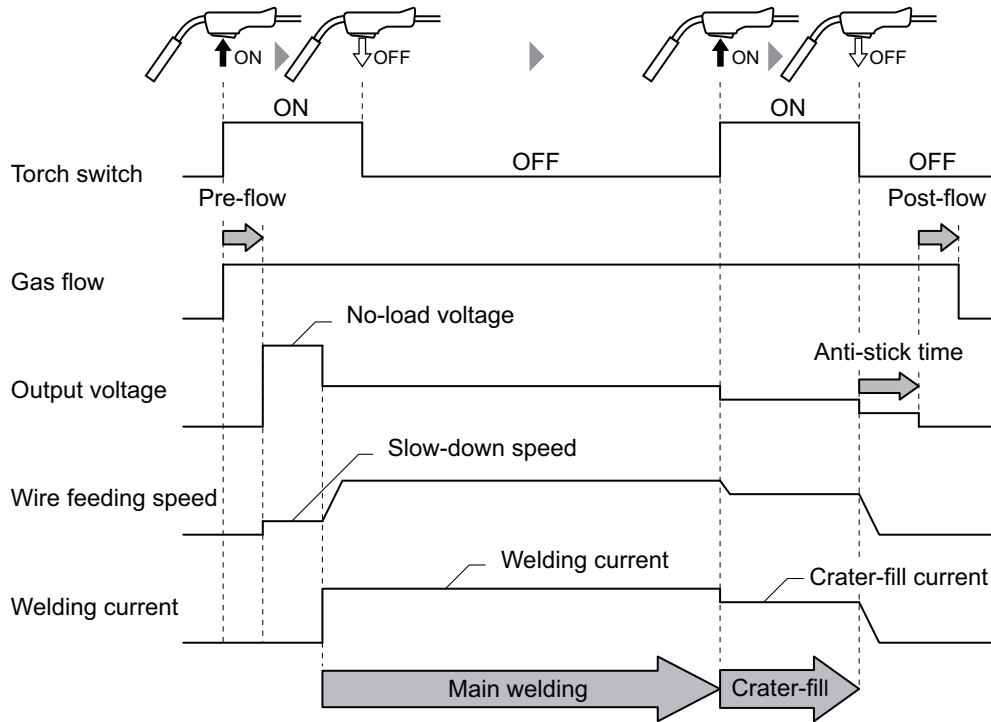 ON
OFF
ON
OFF
ON
ON
Torch switch
OFF
OFF
Pre-flow
Post-flow
Gas flow
No-load voltage
Anti-stick time
Output voltage
Slow-down speed
Wire feeding speed
Welding current
Crater-fill current
Welding current
Main welding
Crater-fill